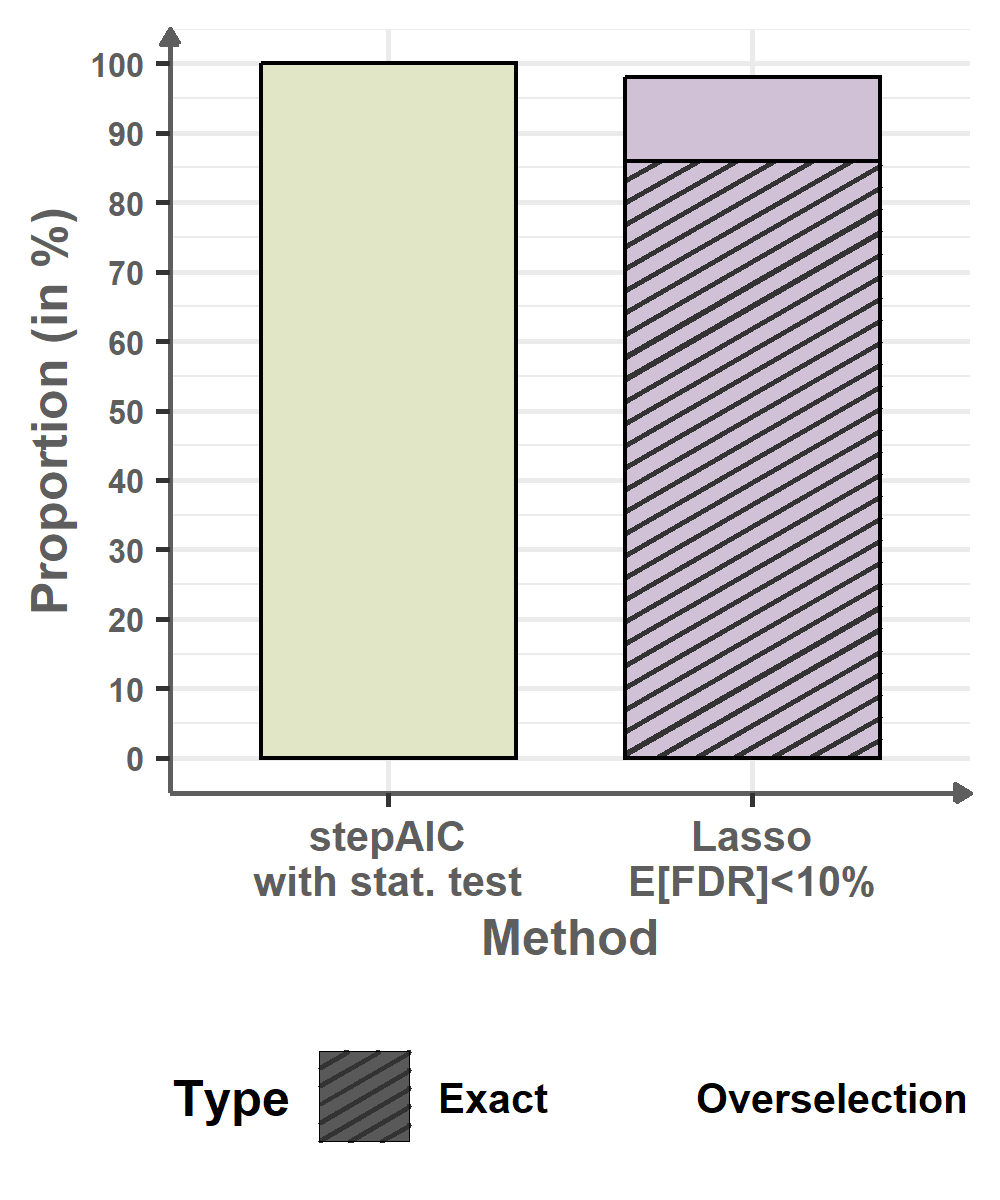 100
90
80
70
60
50
40
30
20
10
0
Proportion (in %)
stepAIC
with stat. test
Lasso
E[FDR]<10%
Method
Type
Exact
Overselection